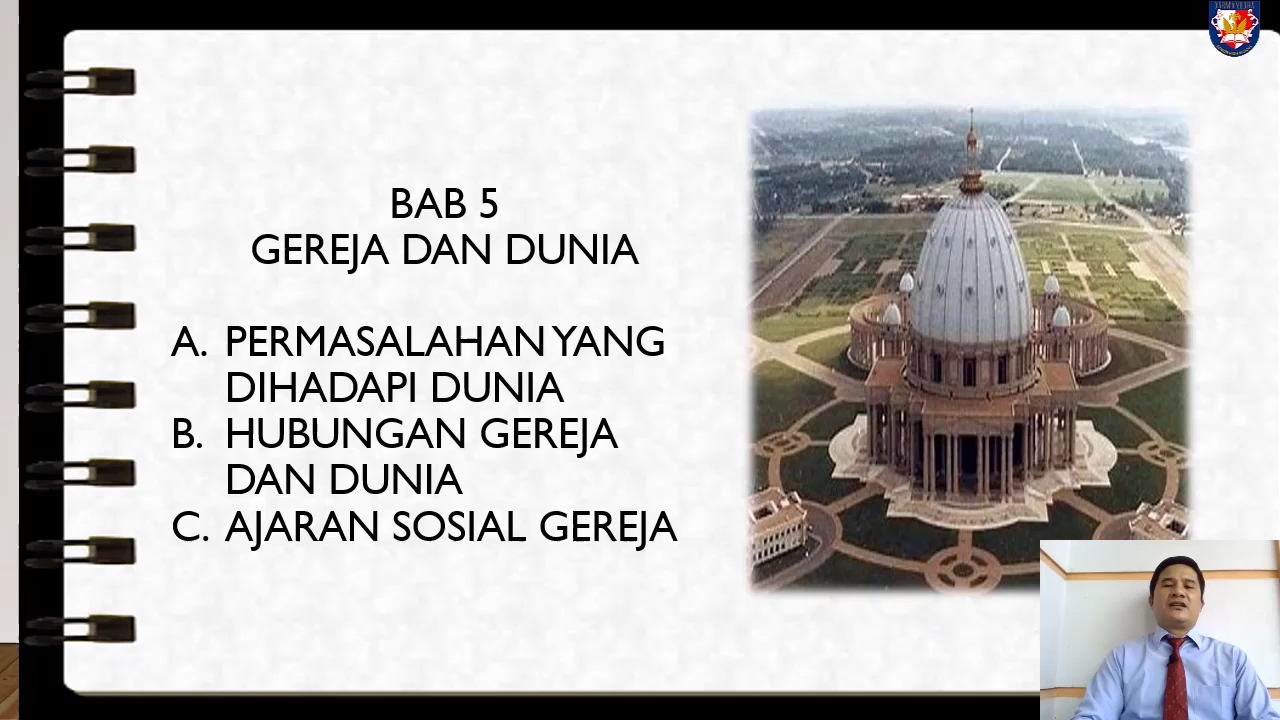 BAB 5
GEREJA DAN DUNIA
A. PERMASALAHAN YANG
DIHADAPI DUNIA
B. HUBUNGAN GEREJA
DAN DUNIA
C. AJARAN SOSIAL GEREJA